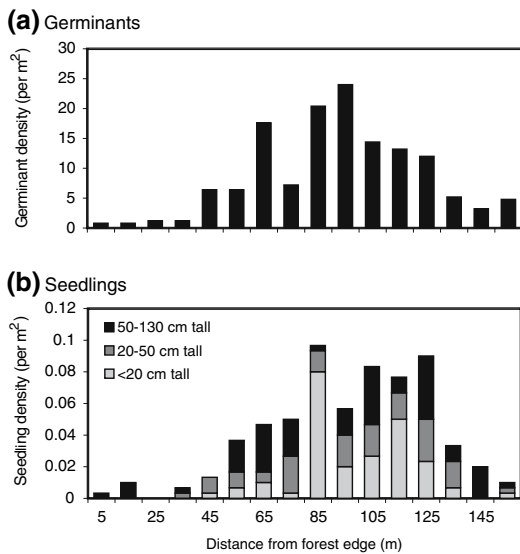 (a) Germinants
Germinant density (per m²)
30
25
20
15
10
5
0
(b) Seedlings
Seedling density (per m²)
0.12
0.1
0.08
0.06
0.04
0.02
0
50-130 cm tall
20-50 cm tall
<20 cm tall
5 25 45 65 85 105 125 145
Distance from forest edge (m)